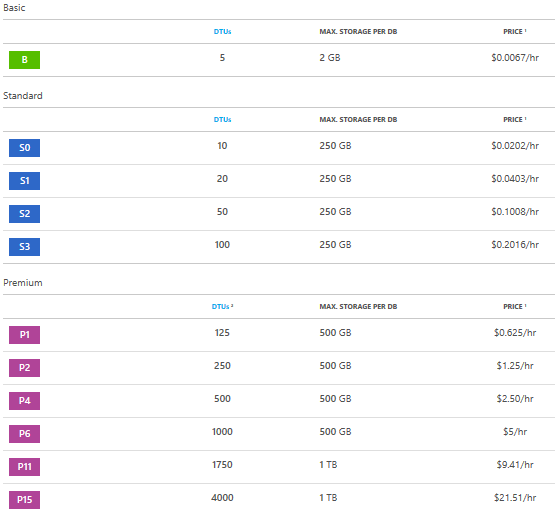 Basic
DTUs MAX. STORAGE PER DB PRICE ¹
B 5 2 GB $0.0067/hr
Standard
DTUs MAX. STORAGE PER DB PRICE ¹
S0 10 250 GB $0.0202/hr
S1 20 250 GB $0.0403/hr
S2 50 250 GB $0.1008/hr
S3 100 250 GB $0.2016/hr
Premium
DTUs ² MAX. STORAGE PER DB PRICE ¹
P1 125 500 GB $0.625/hr
P2 250 500 GB $1.25/hr
P4 500 500 GB $2.50/hr
P6 1000 500 GB $5/hr
P11 1750 1 TB $9.41/hr
P15 4000 1 TB $21.51/hr